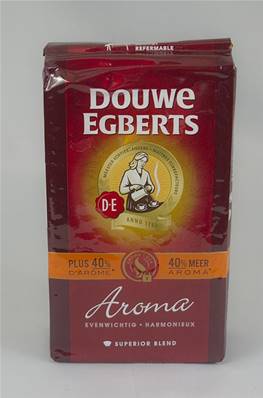 REFERMABLE
DOUWE
EGBERTS
D·E
ANNO 1753
PLUS 40%
D'ARÔME*
40% MEER
AROMA*
Aroma
EVENWICHTIG · HARMONIEUX
SUPERIOR BLEND